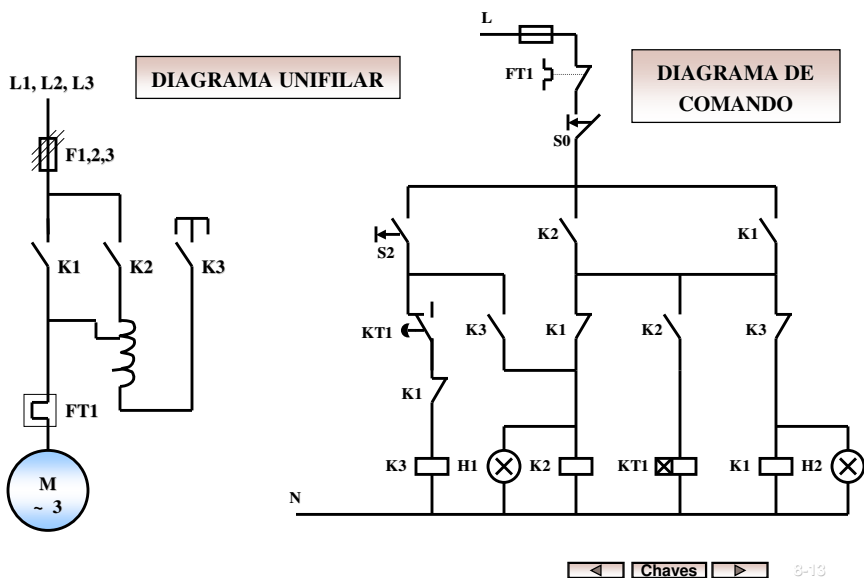 L
DIAGRAMA UNIFILAR
DIAGRAMA DE
COMANDO
L1, L2, L3
FT1
F1,2,3
S0
K1
K2
K3
S2
K2
K1
KT1
K3
K1
K2
K3
K1
FT1
K3
H1
K2
KT1
K1
H2
M
~ 3
N
Chaves
8-13